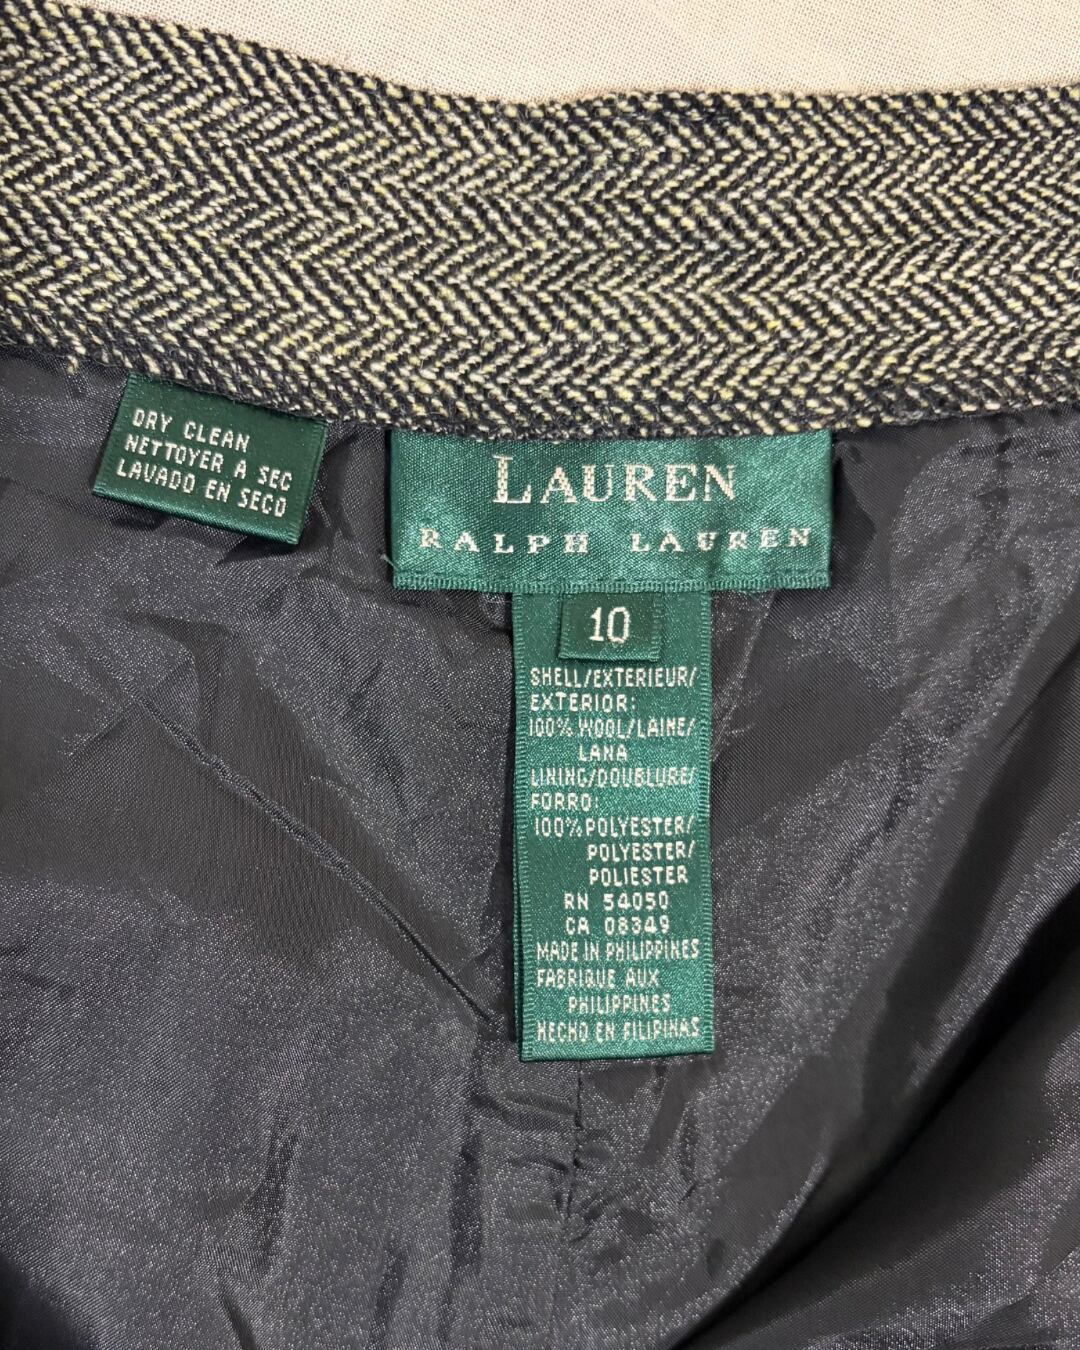 DRY CLEAN
NETTOYER A SEC
LAVADO EN SECO
LAUREN
RALPH LAUREN
10
SHELL/EXTERIEUR/
EXTERIOR:
100% WOOL/LAINE/
LANA
LINING/DOUBLURE/
FORRO:
100%POLYESTER/
POLYESTER/
POLIESTER
RN 54050
CA 08349
MADE IN PHILIPPINES
FABRIQUE AUX
PHILIPPINES
HECHO EN FILIPINAS